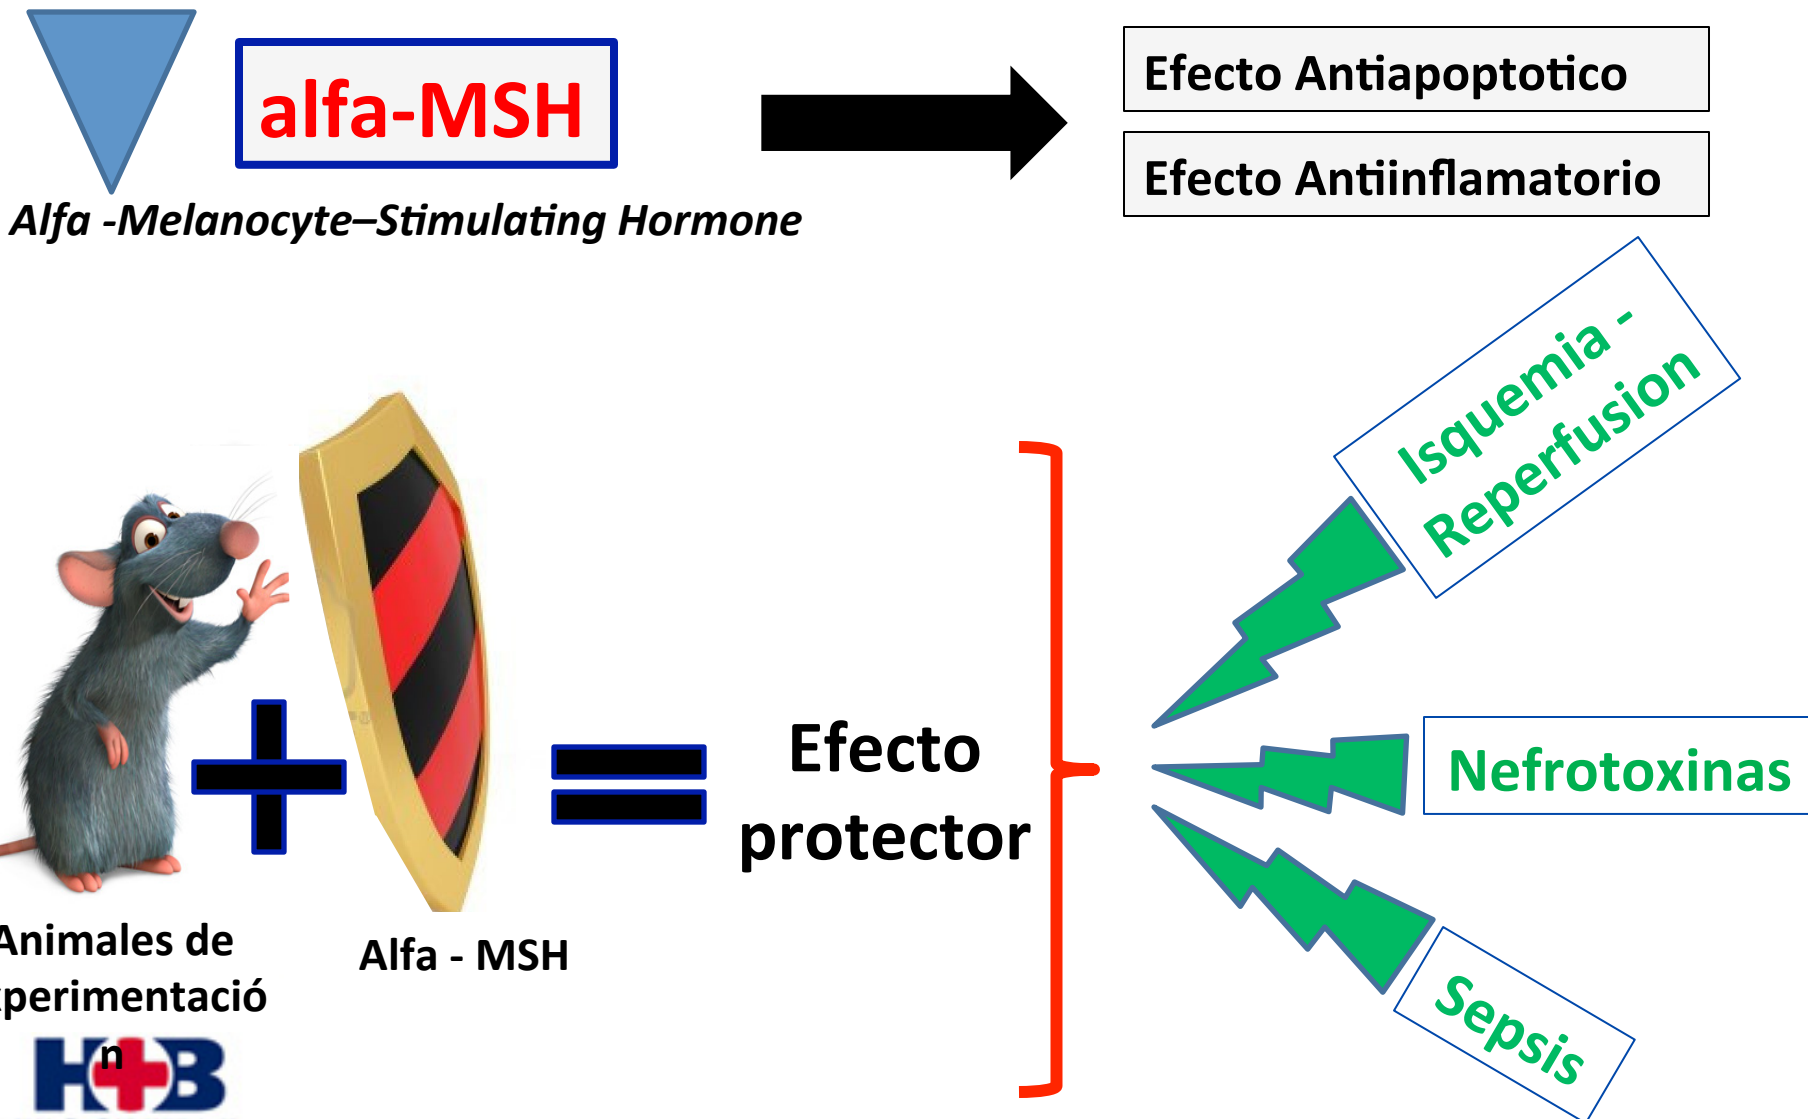 alfa-MSH
Alfa -Melanocyte–Stimulating Hormone
Efecto Antiapoptotico
Efecto Antiinflamatorio
Isquemia -
Reperfusion
Efecto
protector
Nefrotoxinas
Sepsis
Animales de
xperimentació
n
Alfa - MSH
H+B